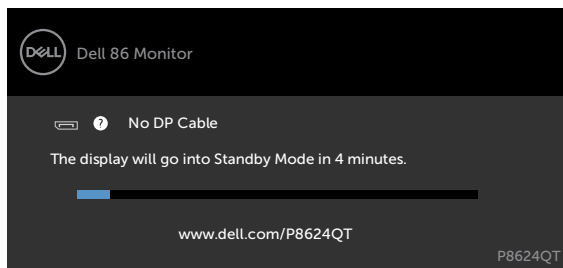 DELL Dell 86 Monitor
? No DP Cable
The display will go into Standby Mode in 4 minutes.
www.dell.com/P8624QT
P8624QT